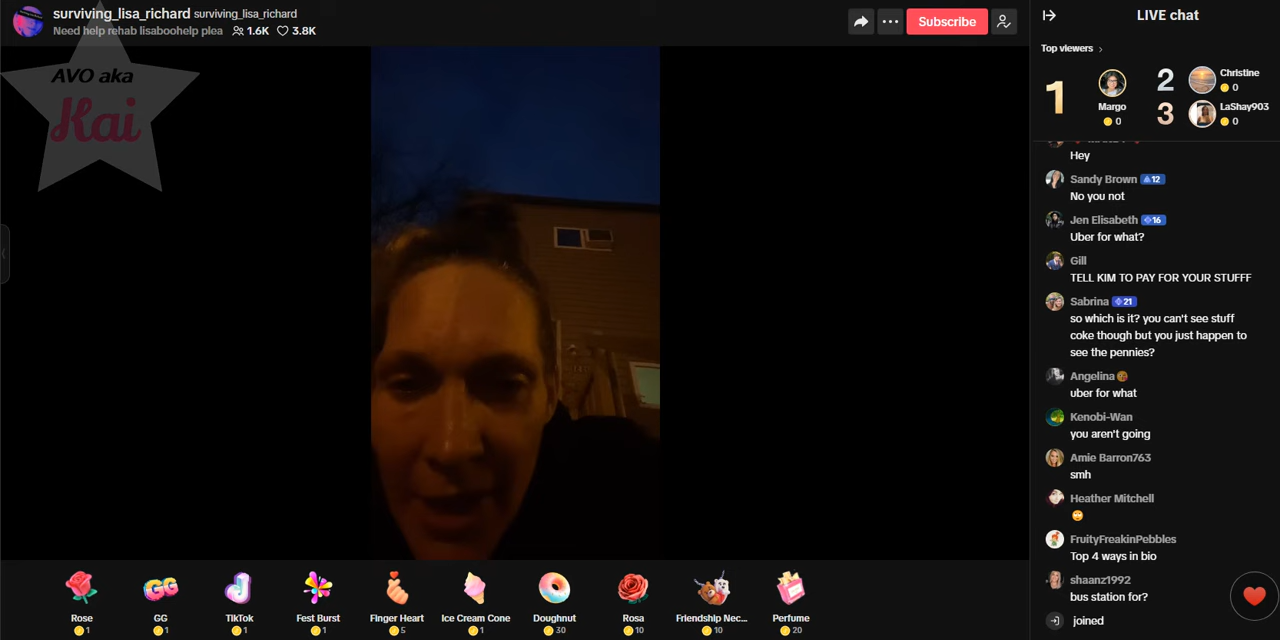 surviving_lisa_richard surviving_lisa_richard
Need help rehab lisaboohelp plea 1.6K 3.8K
Subscribe
AVO aka
Kai
LIVE chat
Top viewers
1
Margo
0
2
Christine
0
3
LaShay903
0
Hey
Sandy Brown 12
No you not
Jen Elisabeth 16
Uber for what?
Gill
TELL KIM TO PAY FOR YOUR STUFFF
Sabrina 21
so which is it? you can't see stuff
coke though but you just happen to
see the pennies?
Angelina
uber for what
Kenobi-Wan
you aren't going
Amie Barron763
smh
Heather Mitchell
FruityFreakinPebbles
Top 4 ways in bio
shaanz1992
bus station for?
joined
Rose
1
GG
1
TikTok
1
Fest Burst
1
Finger Heart
5
Ice Cream Cone
1
Doughnut
30
Rosa
10
Friendship Nec...
10
Perfume
20